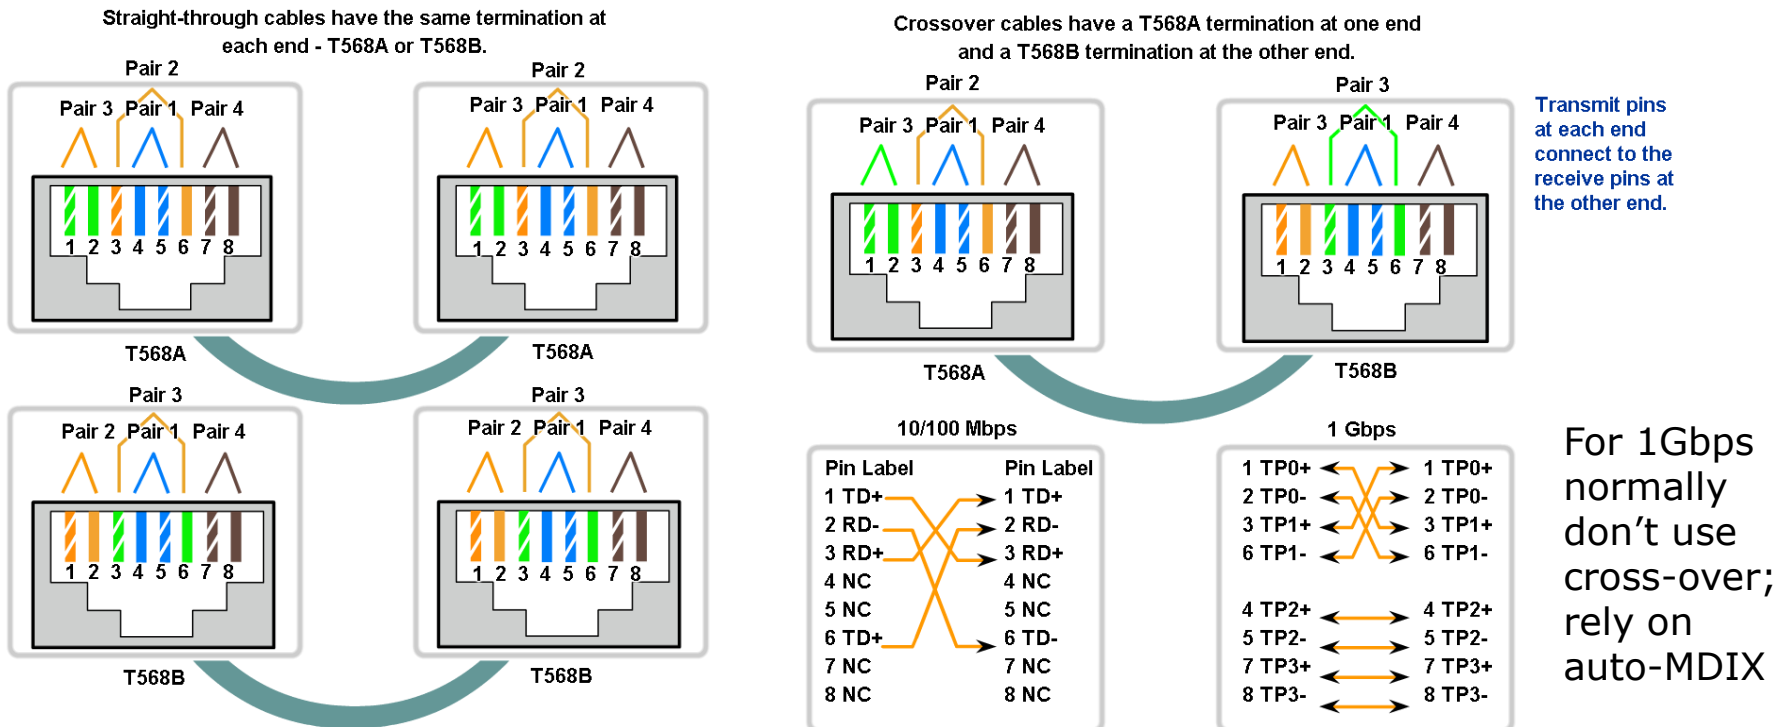 Straight-through cables have the same termination at
each end - T568A or T568B.
Pair 2
Pair 3 Pair 1 Pair 4
1 2 3 4 5 6 7 8
T568A
Pair 2
Pair 3 Pair 1 Pair 4
1 2 3 4 5 6 7 8
T568A
Pair 3
Pair 2 Pair 1 Pair 4
1 2 3 4 5 6 7 8
T568B
Pair 3
Pair 2 Pair 1 Pair 4
1 2 3 4 5 6 7 8
T568B
Crossover cables have a T568A termination at one end
and a T568B termination at the other end.
Pair 2
Pair 3 Pair 1 Pair 4
1 2 3 4 5 6 7 8
T568A
Pair 3
Pair 3 Pair 1 Pair 4
1 2 3 4 5 6 7 8
T568B
Transmit pins
at each end
connect to the
receive pins at
the other end.
10/100 Mbps
Pin Label Pin Label
1 TD+ 1 TD+
2 RD- 2 RD-
3 RD+ 3 RD+
4 NC 4 NC
5 NC 5 NC
6 TD+ 6 TD-
7 NC 7 NC
8 NC 8 NC
1 Gbps
1 TP0+ 1 TP0+
2 TP0- 2 TP0-
3 TP1+ 3 TP1+
6 TP1- 6 TP1-
4 TP2+ 4 TP2+
5 TP2- 5 TP2-
7 TP3+ 7 TP3+
8 TP3- 8 TP3-
For 1Gbps
normally
don’t use
cross-over;
rely on
auto-MDIX